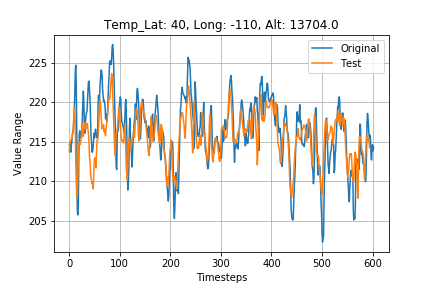 Temp_Lat: 40, Long: -110, Alt: 13704.0
Original
Test
Value Range
225
220
215
210
205
0 100 200 300 400 500 600
Timesteps